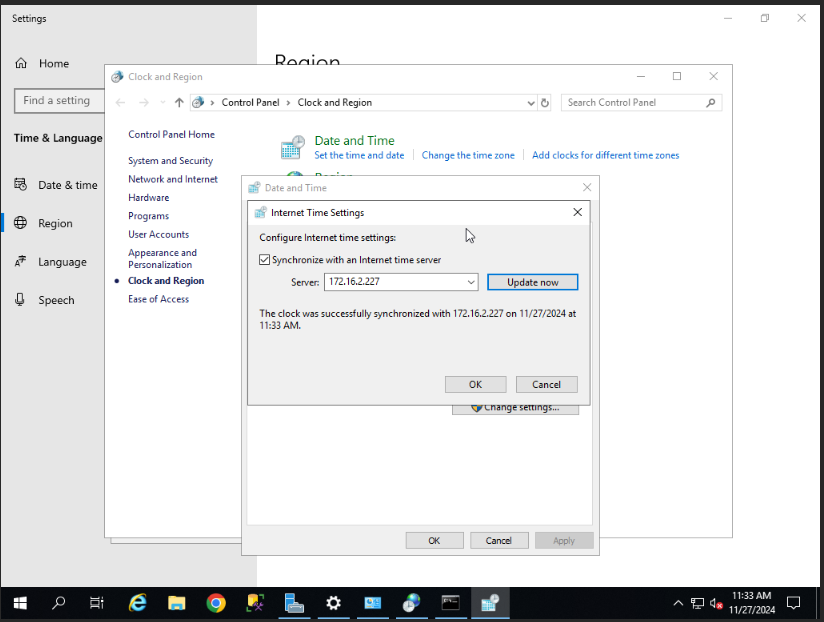 Settings
Home
Find a setting
Time & Language
Date & time
Region
Language
Speech
Region
Clock and Region
Control Panel > Clock and Region
Search Control Panel
Control Panel Home
System and Security
Network and Internet
Hardware
Programs
User Accounts
Appearance and
Personalization
Clock and Region
Ease of Access
Date and Time
Set the time and date
Change the time zone
Add clocks for different time zones
Region
Date and Time
Internet Time Settings
Configure Internet time settings:
Synchronize with an Internet time server
Server: 172.16.2.227
Update now
The clock was successfully synchronized with 172.16.2.227 on 11/27/2024 at
11:33 AM.
OK
Cancel
Change settings...
OK
Cancel
Apply
11:33 AM
11/27/2024